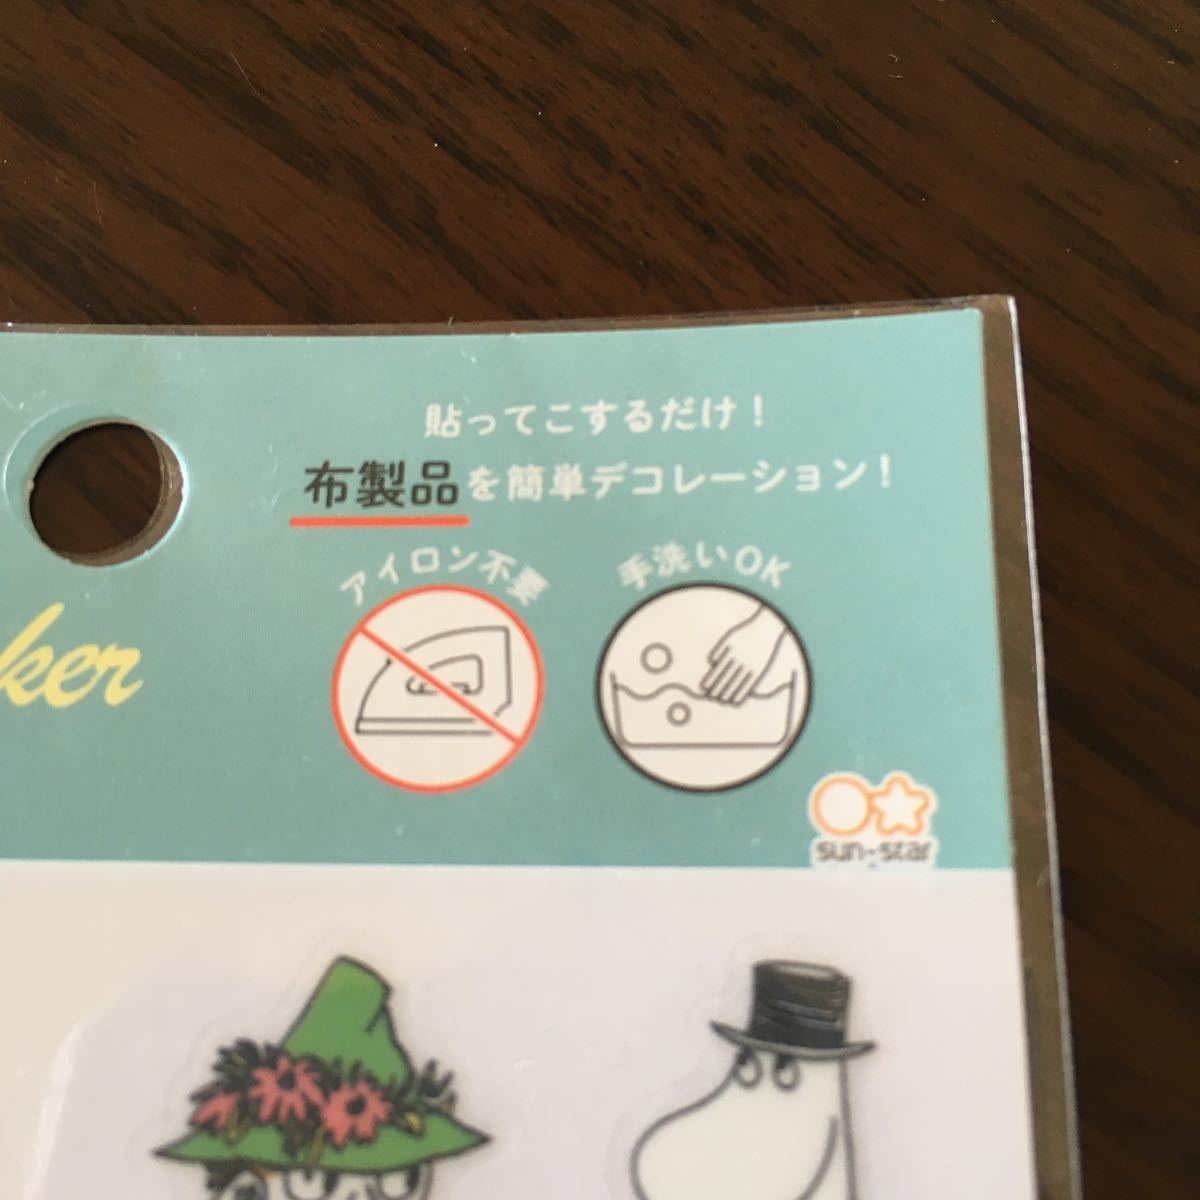 貼ってこするだけ！
布製品を簡単デコレーション！
アイロン不要
手洗いOK
ker
sun-star